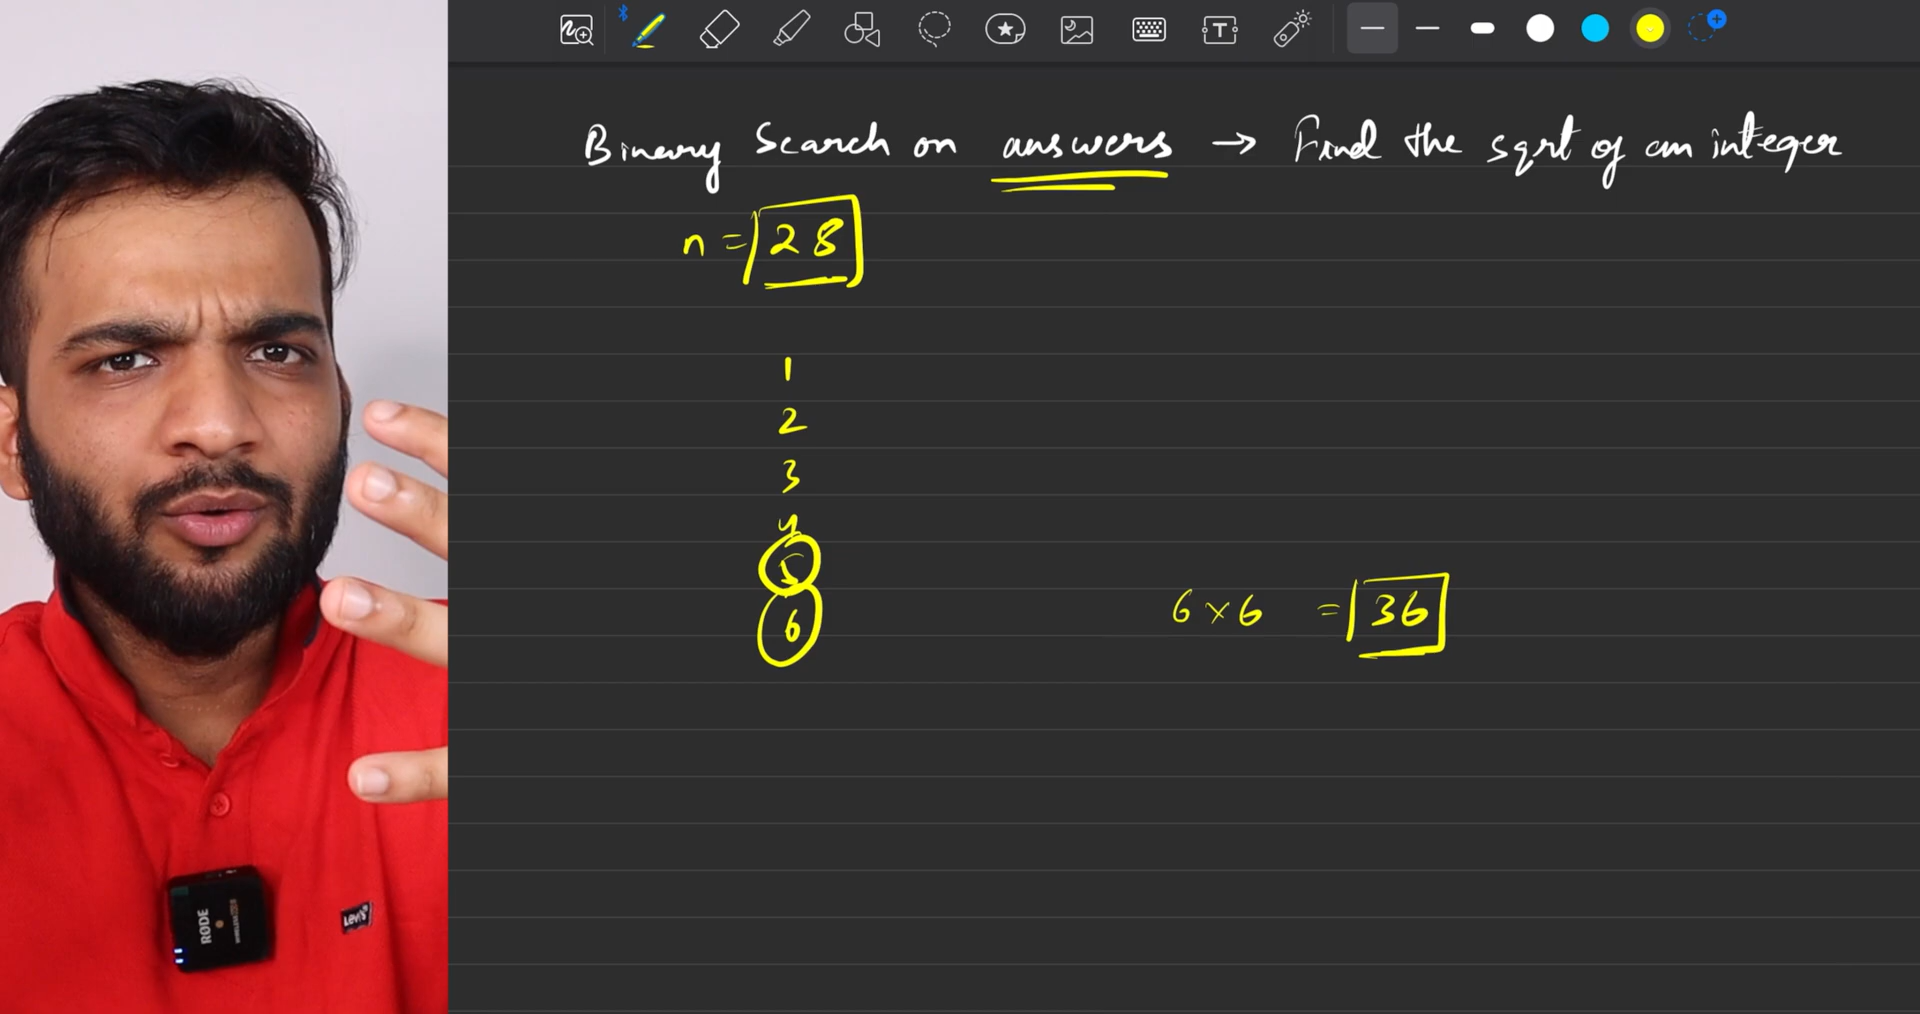 Binary Search on answers → Find the sqrt of an integer
n = 28
1
2
3
4
5
6
6 × 6 = 36
T
RØDE
Levi's